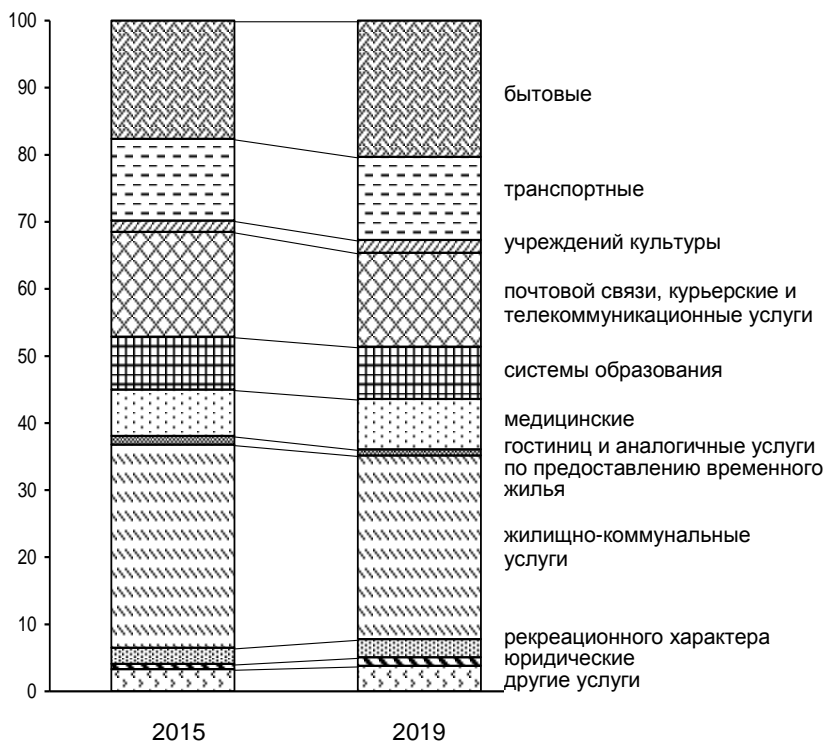 100
90
бытовые
80
транспортные
70
учреждений культуры
60
почтовой связи, курьерские и
телекоммуникационные услуги
50
системы образования
40
медицинские
гостиниц и аналогичные услуги
по предоставлению временного
жилья
30
жилищно-коммунальные
услуги
20
10
рекреационного характера
юридические
другие услуги
0
2015
2019